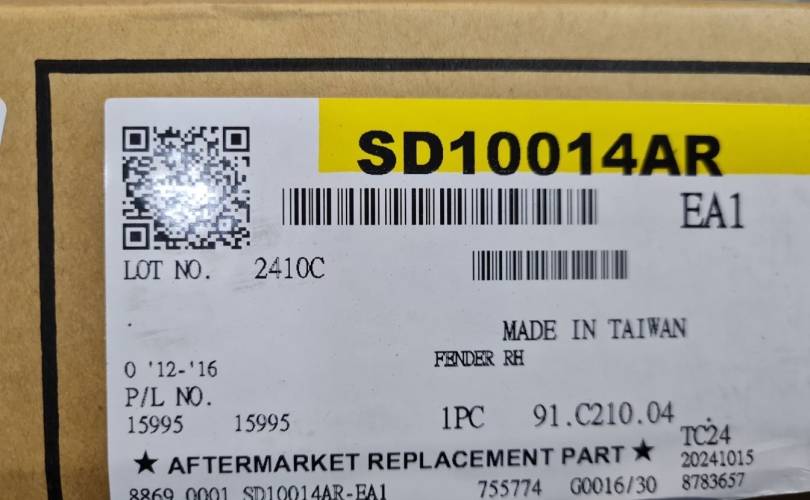 SD10014AR
EA1
LOT NO. 2410C
MADE IN TAIWAN
O '12-'16 FENDER RH
P/L NO.
15995 15995 1PC 91.C210.04
★ AFTERMARKET REPLACEMENT PART ★ TC24
20241015
8869 0001 SD10014AR-EA1 755774 G0016/30 8783657